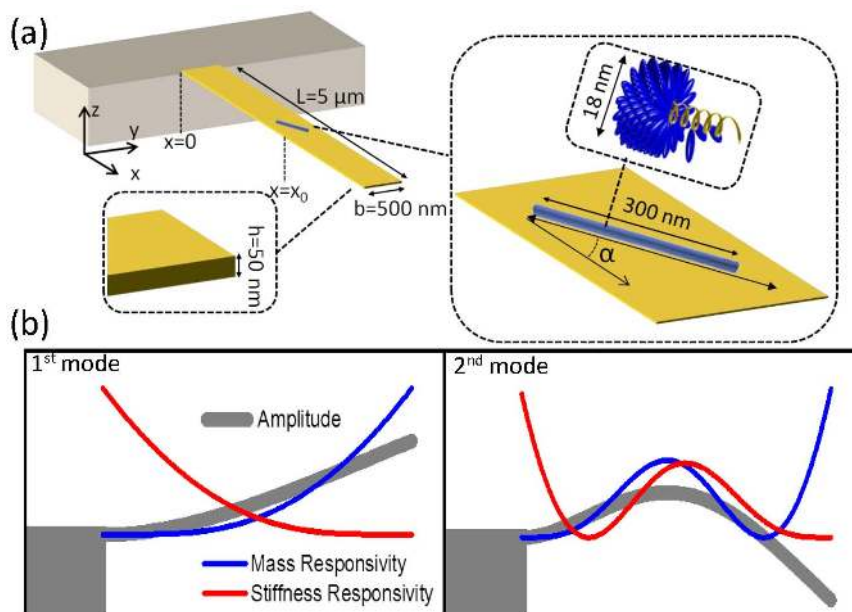 (a)
z
y
x
x=0
L=5 μm
x=x₀
b=500 nm
h=50 nm
18 nm
300 nm
α
(b)
1ˢᵗ mode
Amplitude
Mass Responsivity
Stiffness Responsivity
2ⁿᵈ mode